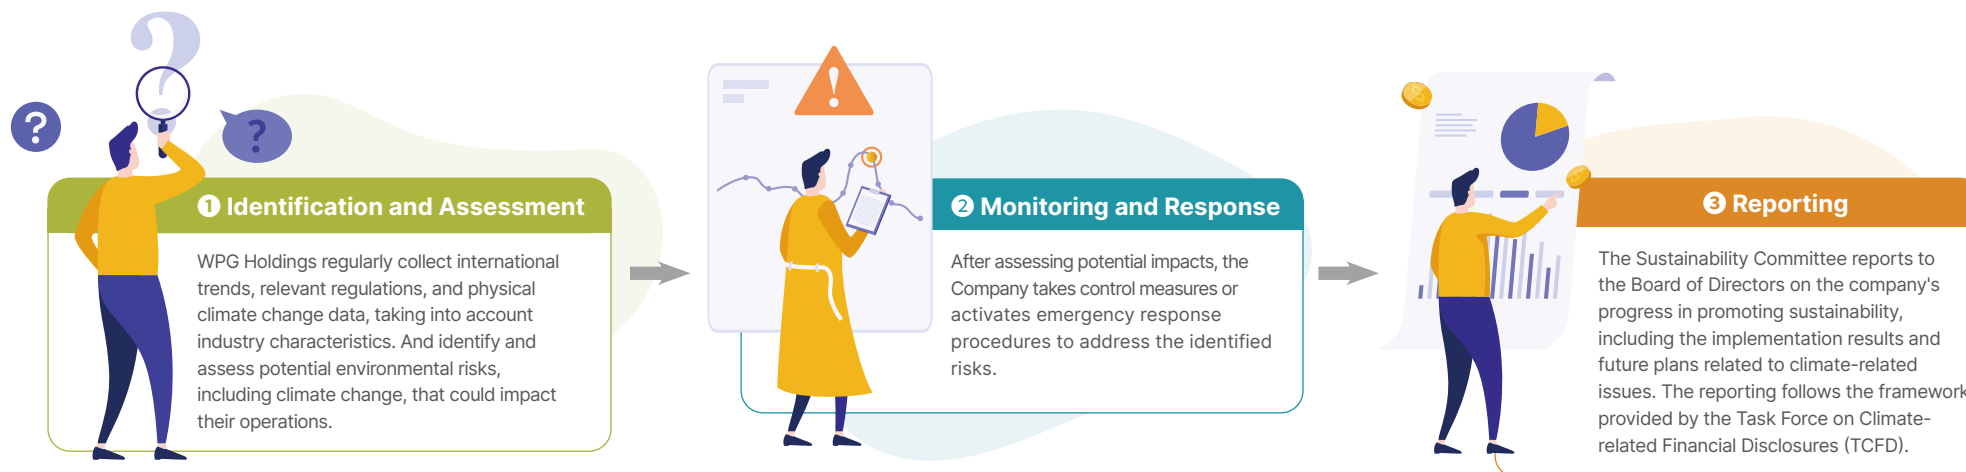 ?
?
?
❶ Identification and Assessment
WPG Holdings regularly collect international
trends, relevant regulations, and physical
climate change data, taking into account
industry characteristics. And identify and
assess potential environmental risks,
including climate change, that could impact
their operations.
!
❷ Monitoring and Response
After assessing potential impacts, the
Company takes control measures or
activates emergency response
procedures to address the identified
risks.
$
$
❸ Reporting
The Sustainability Committee reports to
the Board of Directors on the company's
progress in promoting sustainability,
including the implementation results and
future plans related to climate-related
issues. The reporting follows the framework
provided by the Task Force on Climate-
related Financial Disclosures (TCFD).